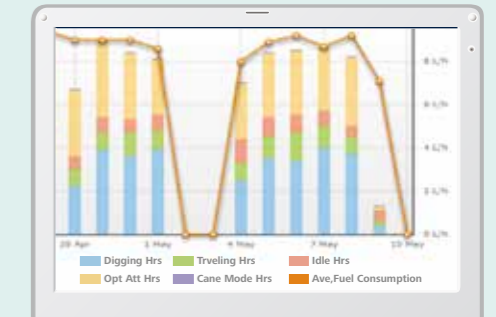 8 L/h
6 L/h
4 L/h
2 L/h
0 L/h
28 Apr 1 May 4 May 7 May 10 May
Digging Hrs Trveling Hrs Idle Hrs
Opt Att Hrs Cane Mode Hrs Ave,Fuel Consumption